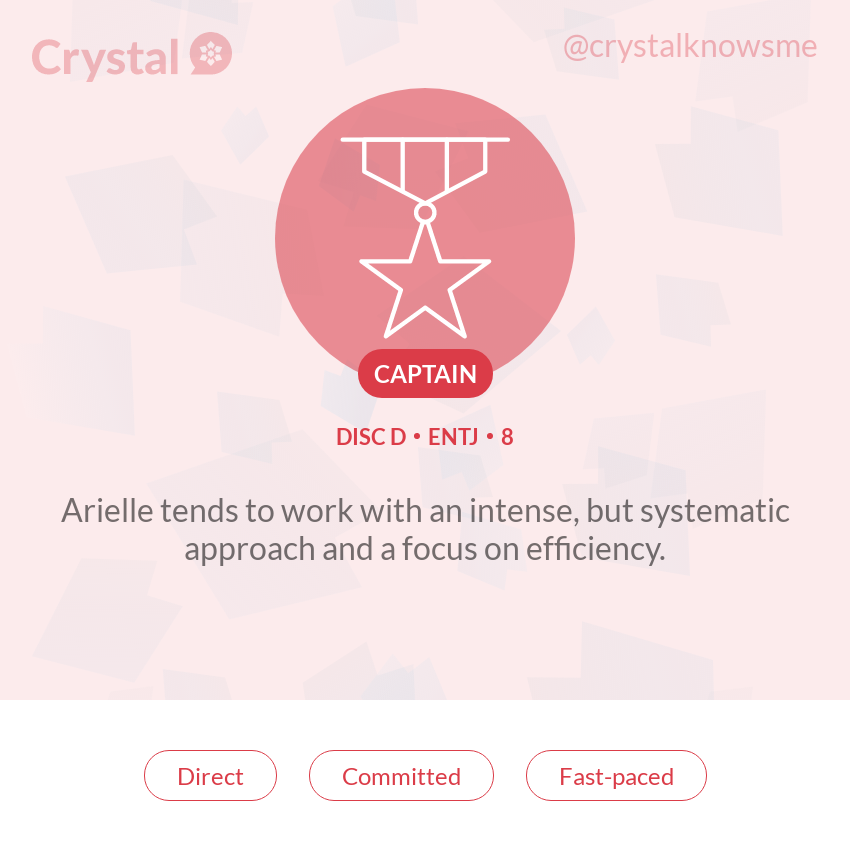 Crystal
@crystalknowsme
CAPTAIN
DISC D • ENTJ • 8
Arielle tends to work with an intense, but systematic
approach and a focus on efficiency.
Direct
Committed
Fast-paced